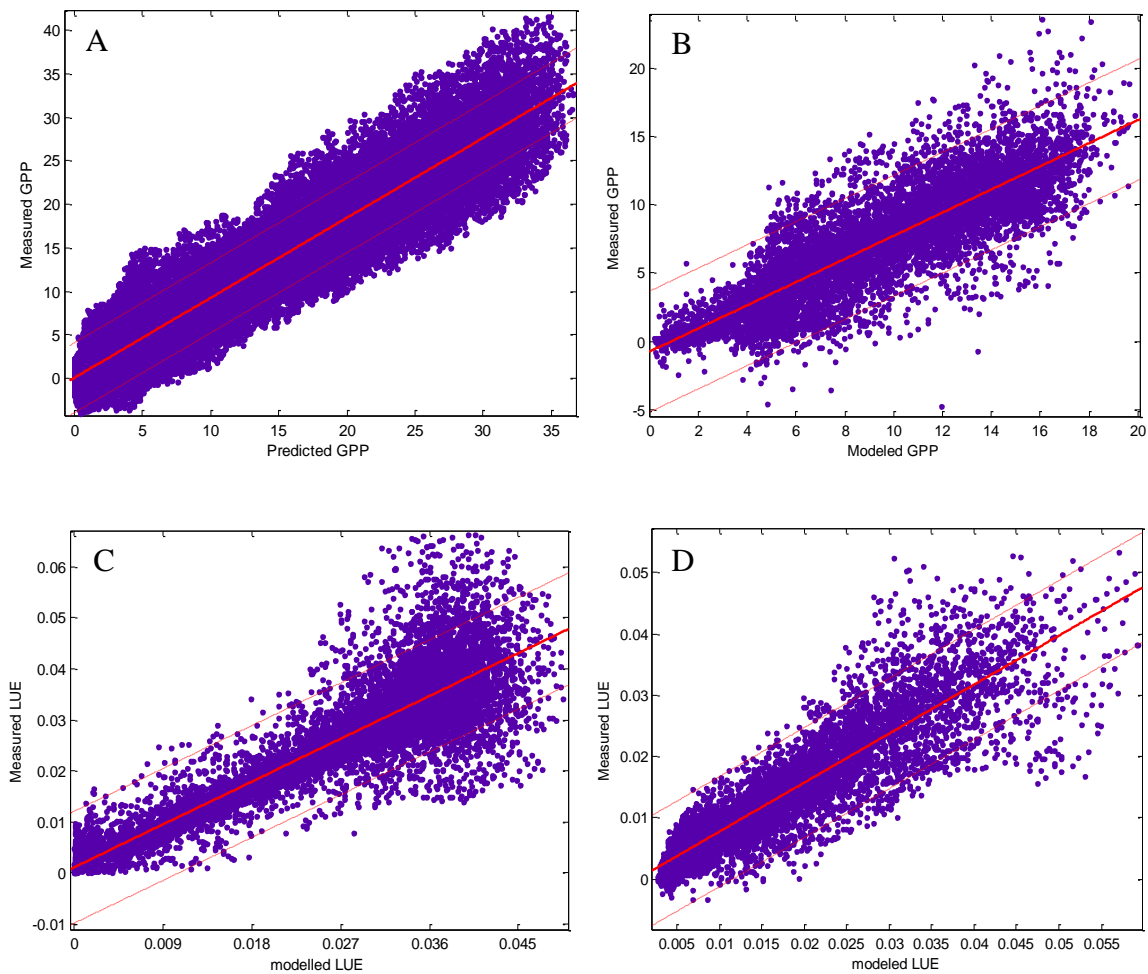 A
Measured GPP
40
35
30
25
20
15
10
5
0
0 5 10 15 20 25 30 35
Predicted GPP
B
Measured GPP
20
15
10
5
0
-5
0 2 4 6 8 10 12 14 16 18 20
Modeled GPP
C
Measured LUE
0.06
0.05
0.04
0.03
0.02
0.01
0
-0.01
0 0.009 0.018 0.027 0.036 0.045
modelled LUE
D
Measured LUE
0.05
0.04
0.03
0.02
0.01
0
0.005 0.01 0.015 0.02 0.025 0.03 0.035 0.04 0.045 0.05 0.055
modeled LUE